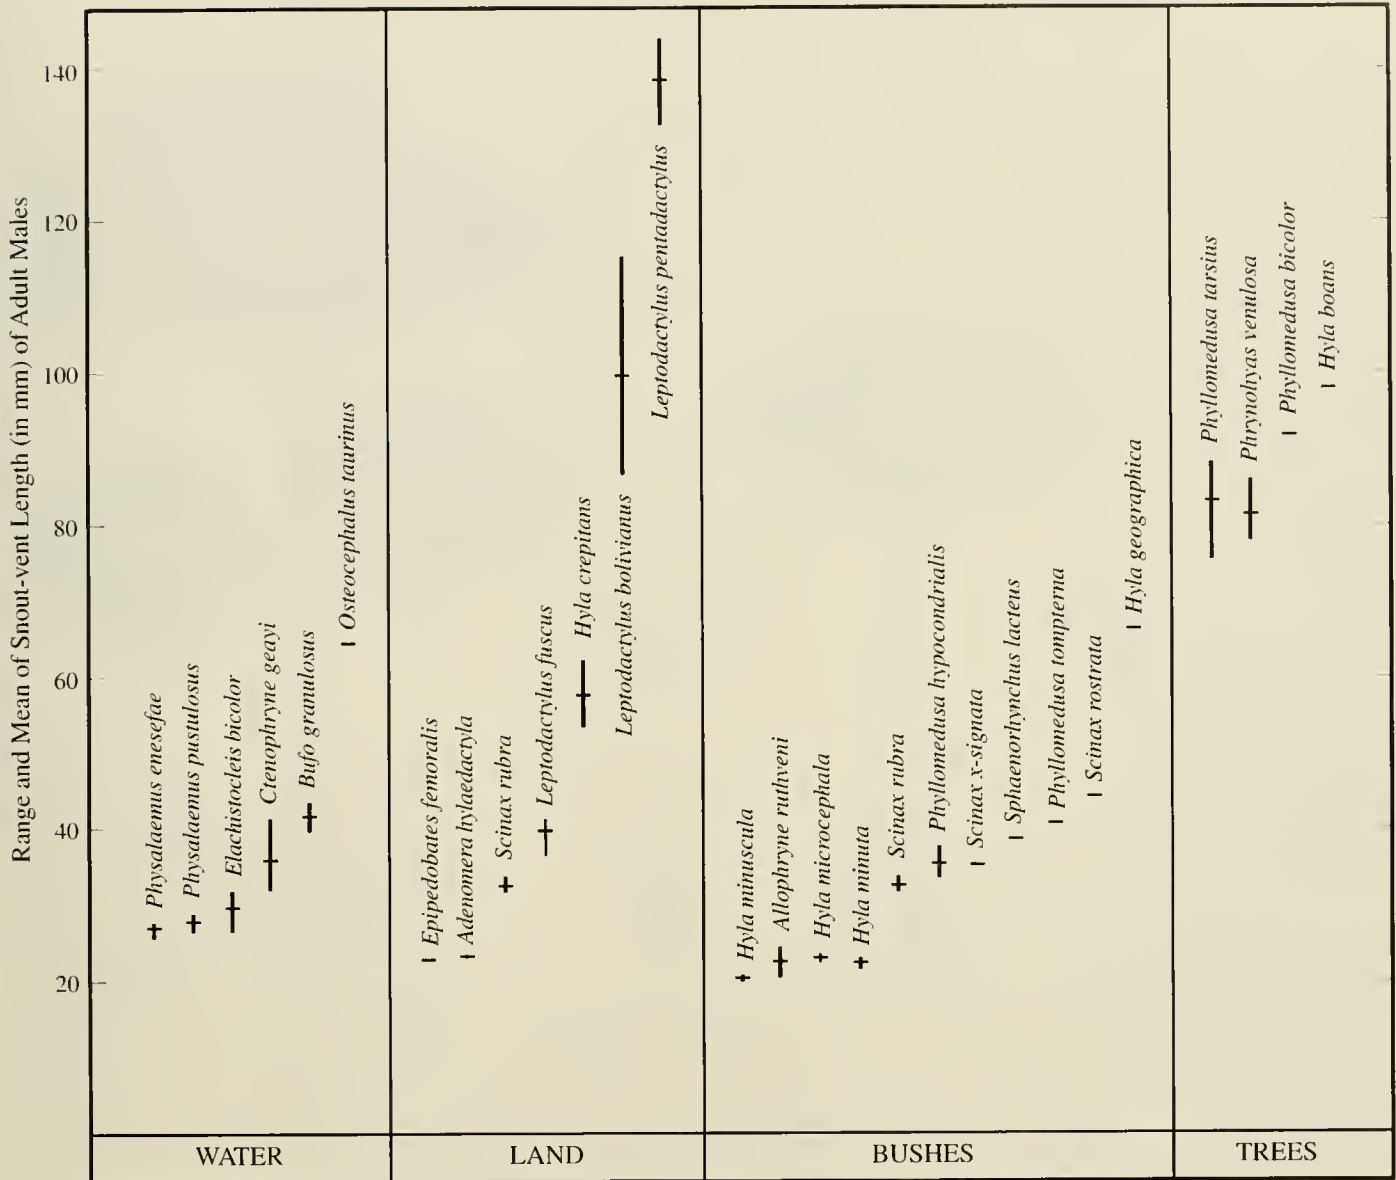 Range and Mean of Snout-vent Length (in mm) of Adult Males
140
120
100
80
60
40
20
Physalaemus enesefae
Physalaemus pustulosus
Elachistocleis bicolor
Ctenophryne geayi
Bufo granulosus
Osteocephalus taurinus
Epipedobates femoralis
Adenomera hylaedactyla
Scinax rubra
Leptodactylus fuscus
Hyla crepitans
Leptodactylus bolivianus
Leptodactylus pentadactylus
Hyla minuscula
Allophryne ruthveni
Hyla microcephala
Hyla minuta
Scinax rubra
Phyllomedusa hypocondrialis
Scinax x-signata
Sphaenorhynchus lacteus
Phyllomedusa tompterna
Scinax rostrata
Hyla geographica
Phyllomedusa tarsius
Phrynohyas venulosa
Phyllomedusa bicolor
Hyla boans
WATER
LAND
BUSHES
TREES